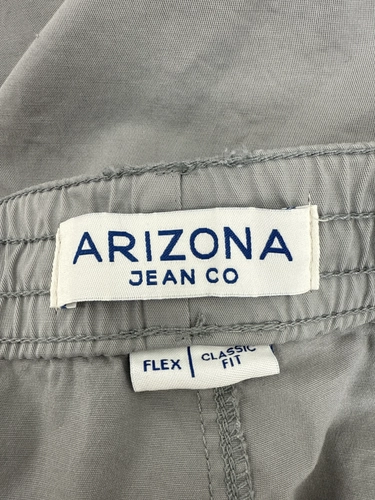 ARIZONA
JEAN CO
FLEX | CLASSIC
FIT